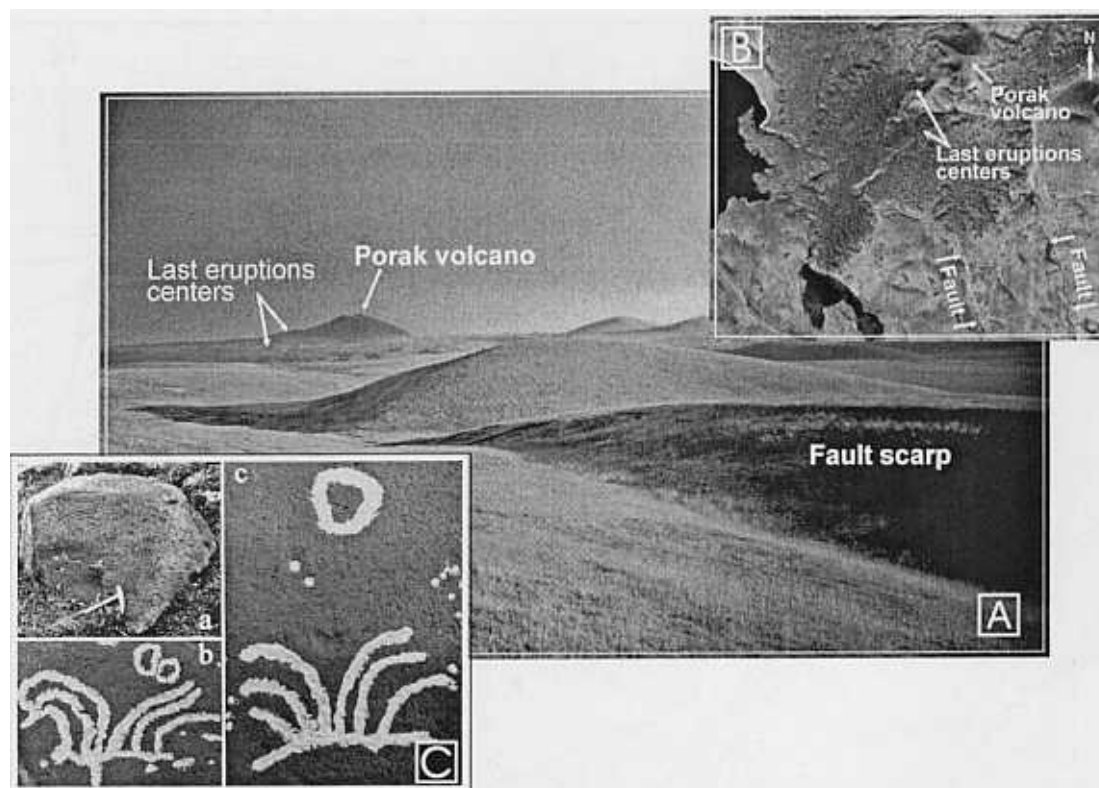 B
N
Porak
volcano
Last eruptions
centers
Fault
Fault
Last eruptions
centers
Porak volcano
Fault scarp
A
a
b
c
C